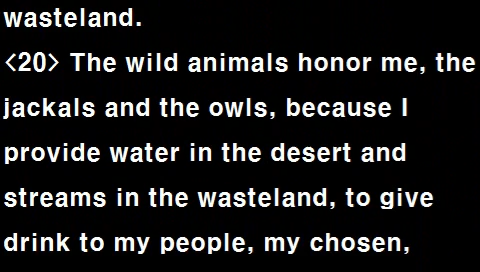 wasteland.
<20> The wild animals honor me, the
jackals and the owls, because I
provide water in the desert and
streams in the wasteland, to give
drink to my people, my chosen,